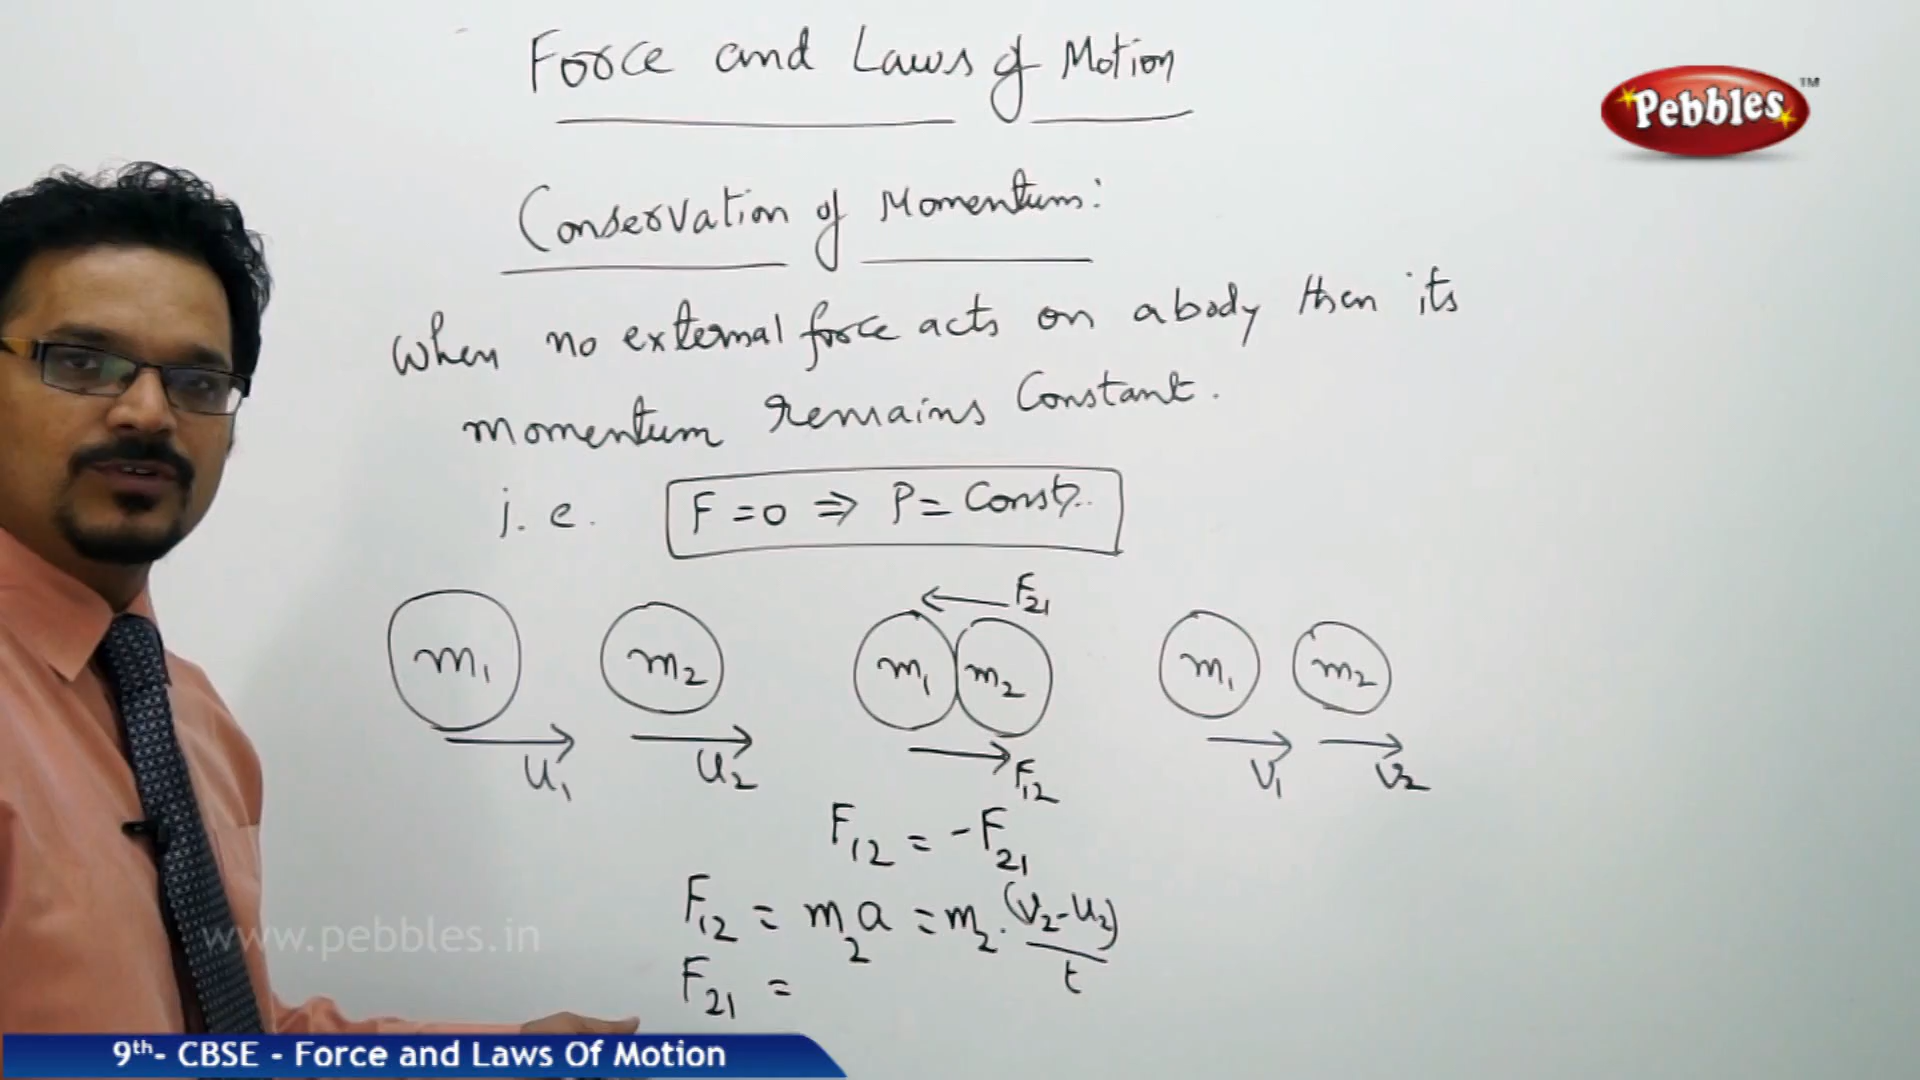 Force and Laws of Motion
Pebbles TM
Conservation of Momentum:
When no external force acts on a body then its
momentum remains Constant.
i.e. F = 0 ⇒ P = Const.
F₂₁
m₁ m₂ m₁ m₂ m₁ m₂
u₁ u₂ F₁₂ v₁ v₂
F₁₂ = -F₂₁
F₁₂ = m₂a = m₂.(v₂-u₂)/t
F₂₁ =
www.pebbles.in
9th- CBSE - Force and Laws Of Motion